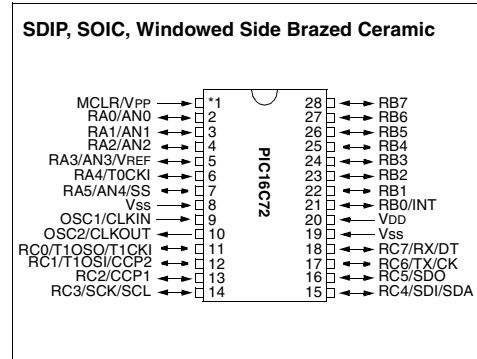 SDIP, SOIC, Windowed Side Brazed Ceramic
MCLR/VPP *1 28 RB7
RA0/AN0 2 27 RB6
RA1/AN1 3 26 RB5
RA2/AN2 4 25 RB4
RA3/AN3/VREF 5 24 RB3
RA4/T0CKI 6 23 RB2
RA5/AN4/SS 7 22 RB1
Vss 8 21 RB0/INT
OSC1/CLKIN 9 20 VDD
OSC2/CLKOUT 10 19 Vss
RC0/T1OSO/T1CKI 11 18 RC7/RX/DT
RC1/T1OSI/CCP2 12 17 RC6/TX/CK
RC2/CCP1 13 16 RC5/SDO
RC3/SCK/SCL 14 15 RC4/SDI/SDA
PIC16C72